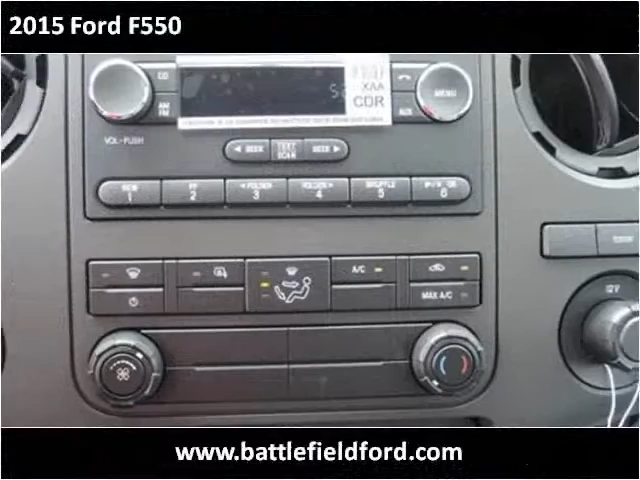 2015 Ford F550
CD
XAA
CDR
MENU
AM
FM
AUX
VOL-PUSH
◄ SEEK
SCAN
SEEK ►
REW
1
FF
2
◄ FOLDER
3
FOLDER ►
4
SHUFFLE
5
6
A/C
MAX A/C
12V
www.battlefieldford.com